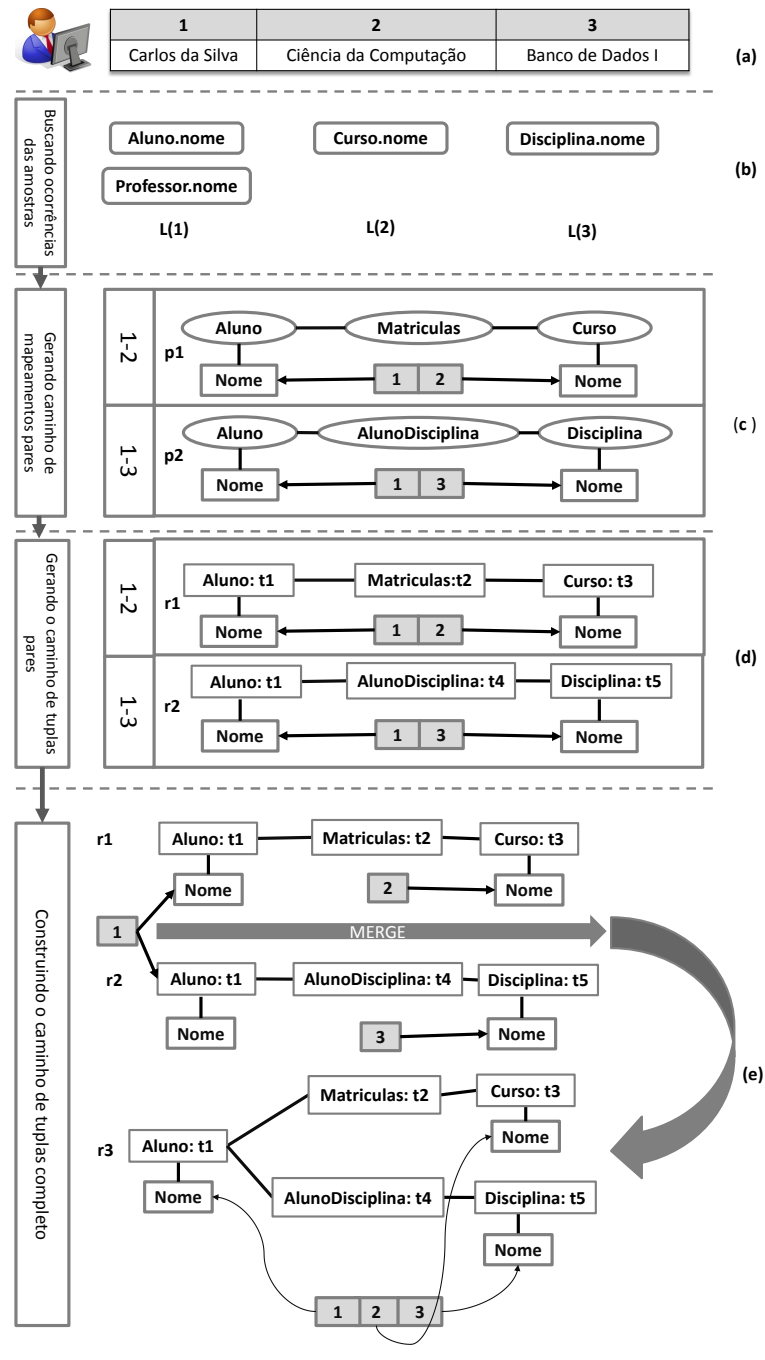 1 2 3
Carlos da Silva Ciência da Computação Banco de Dados I
(a)
Buscando ocorrências
das amostras
Aluno.nome Curso.nome Disciplina.nome
Professor.nome
(b)
L(1) L(2) L(3)
Gerando caminho de
mapeamentos pares
1-2
p1
Aluno Matriculas Curso
Nome 1 2 Nome
1-3
p2
Aluno AlunoDisciplina Disciplina
Nome 1 3 Nome
(c )
Gerando o caminho de tuplas
pares
1-2
r1
Aluno: t1 Matriculas:t2 Curso: t3
Nome 1 2 Nome
1-3
r2
Aluno: t1 AlunoDisciplina: t4 Disciplina: t5
Nome 1 3 Nome
(d)
Construindo o caminho de tuplas completo
r1
Aluno: t1 Matriculas: t2 Curso: t3
Nome 2 Nome
1
MERGE
r2
Aluno: t1 AlunoDisciplina: t4 Disciplina: t5
Nome 3 Nome
(e)
Matriculas: t2 Curso: t3
r3
Aluno: t1 Nome
Nome AlunoDisciplina: t4 Disciplina: t5
Nome
1 2 3